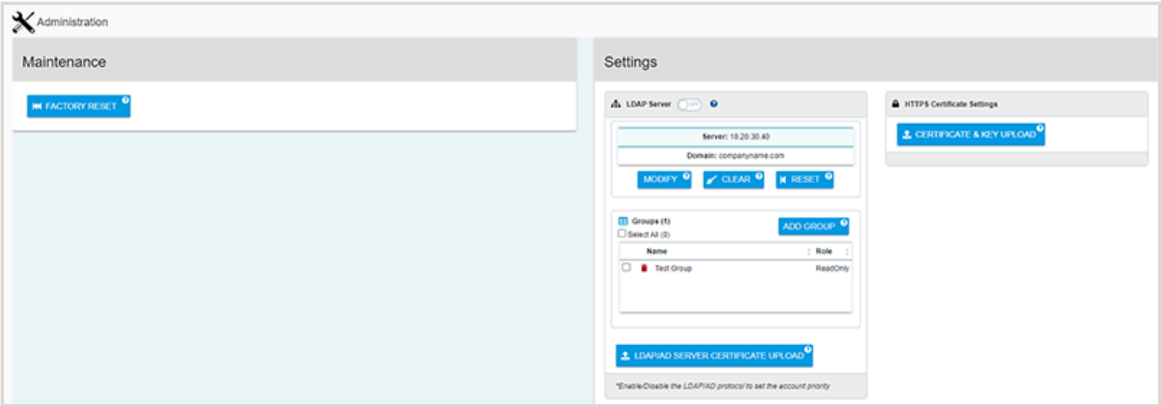 Administration
Maintenance
FACTORY RESET
Settings
LDAP Server OFF
Server: 10.20.30.40
Domain: companyname.com
MODIFY CLEAR RESET
Groups (1)
Select All (0)
ADD GROUP
Name Role
Test Group ReadOnly
LDAP/AD SERVER CERTIFICATE UPLOAD
*Enable/Disable the LDAP/AD protocol to set the account priority
HTTPS Certificate Settings
CERTIFICATE & KEY UPLOAD